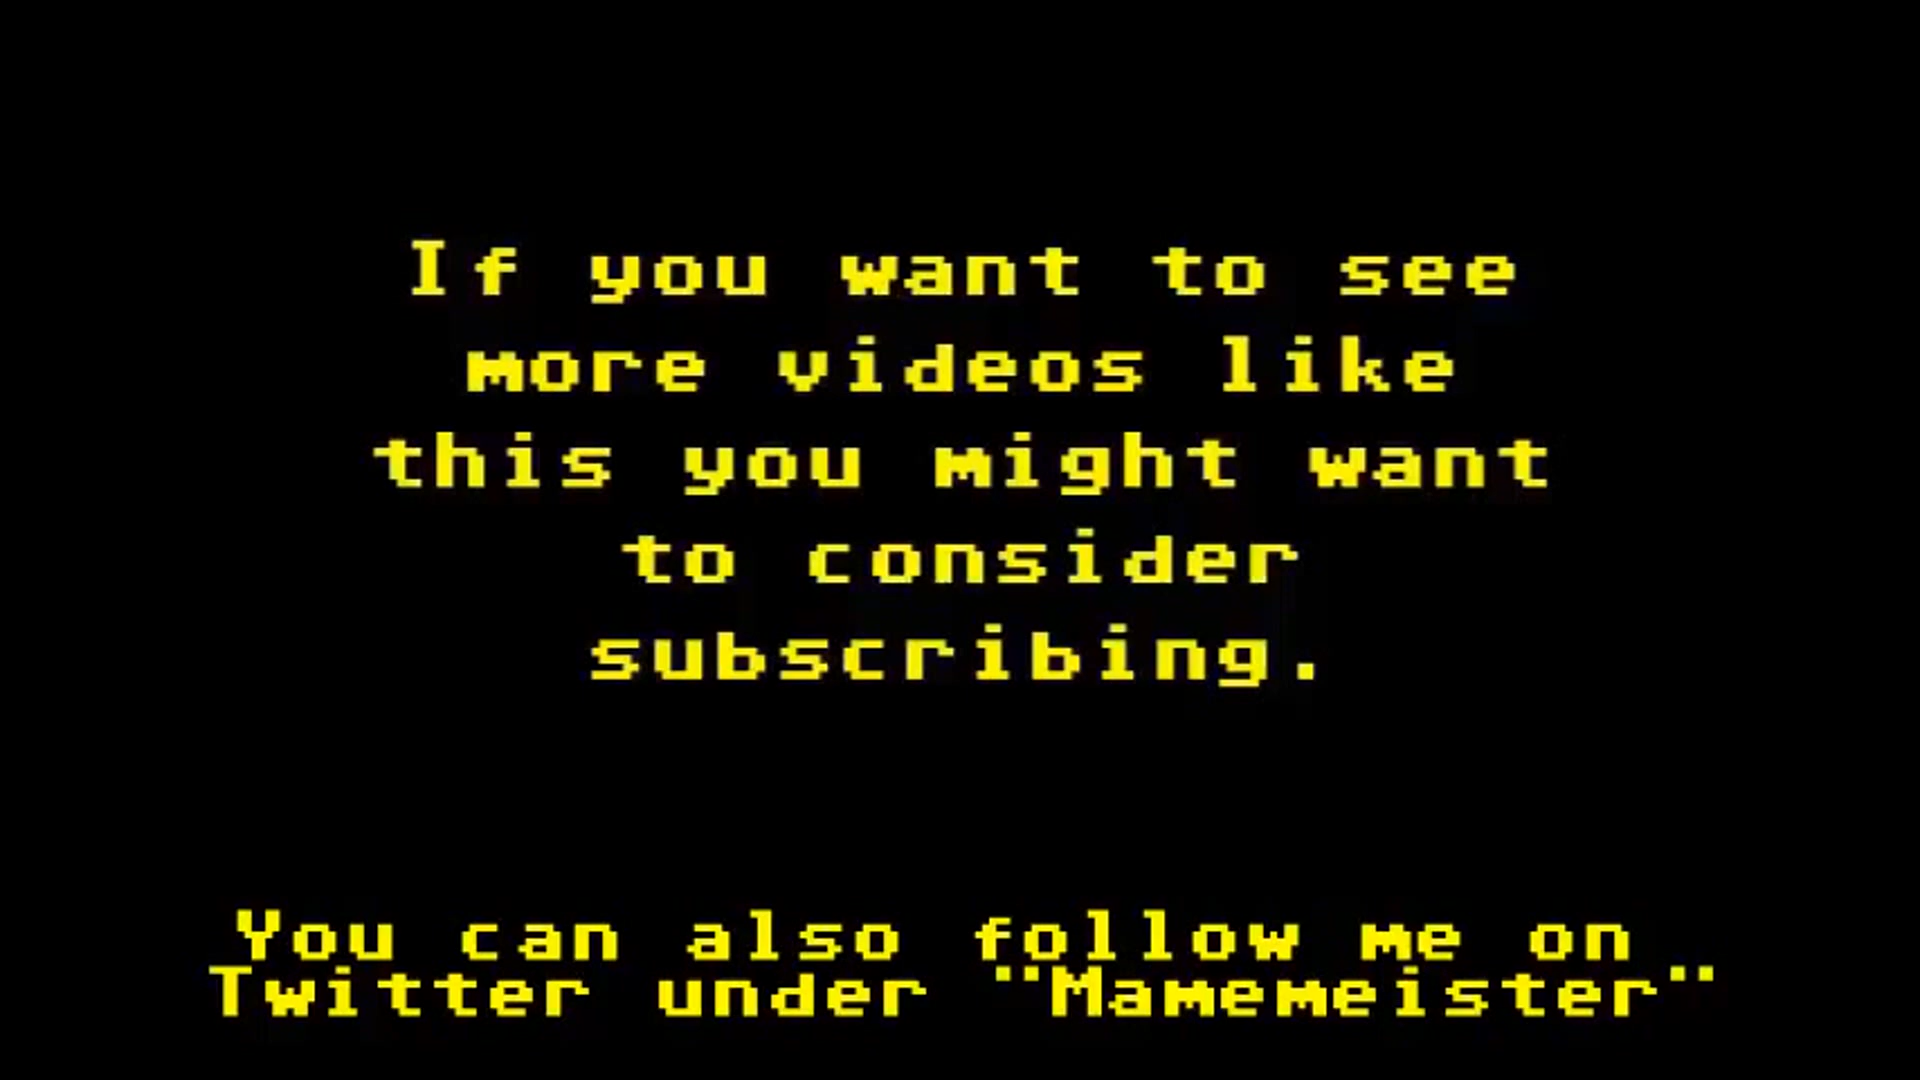 If you want to see
more videos like
this you might want
to consider
subscribing.
You can also follow me on
Twitter under "Mamemeister"